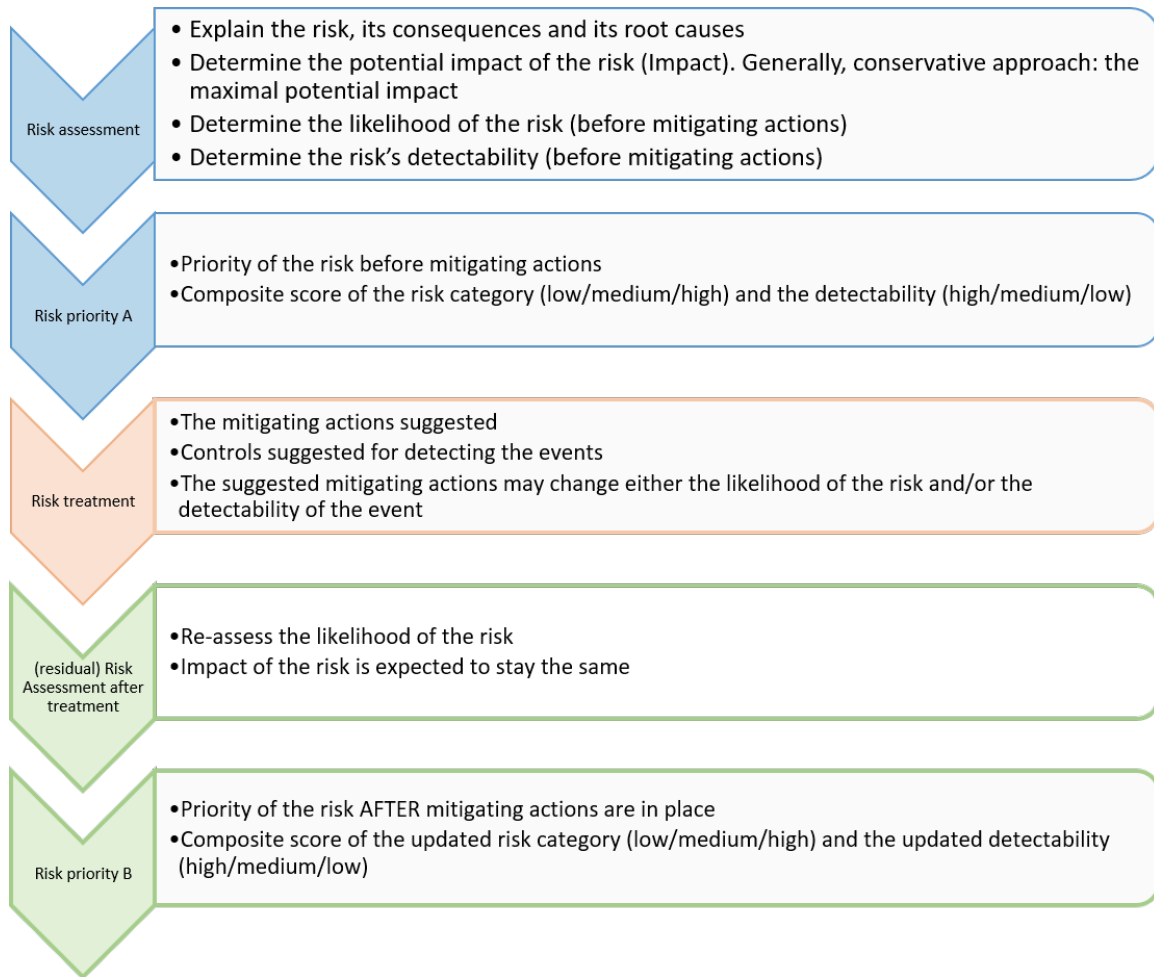 • Explain the risk, its consequences and its root causes
• Determine the potential impact of the risk (Impact). Generally, conservative approach: the
maximal potential impact
• Determine the likelihood of the risk (before mitigating actions)
• Determine the risk's detectability (before mitigating actions)
Risk assessment
•Priority of the risk before mitigating actions
•Composite score of the risk category (low/medium/high) and the detectability (high/medium/low)
Risk priority A
•The mitigating actions suggested
•Controls suggested for detecting the events
•The suggested mitigating actions may change either the likelihood of the risk and/or the
detectability of the event
Risk treatment
•Re-assess the likelihood of the risk
•Impact of the risk is expected to stay the same
(residual) Risk
Assessment after
treatment
•Priority of the risk AFTER mitigating actions are in place
•Composite score of the updated risk category (low/medium/high) and the updated detectability
(high/medium/low)
Risk priority B